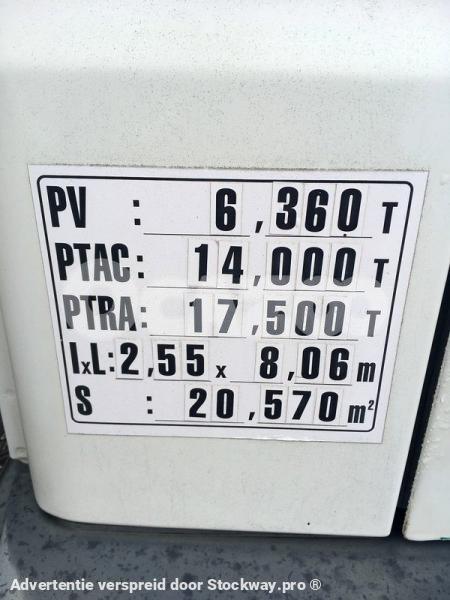 PV : 6,360 T
PTAC: 14,000 T
PTRA: 17,500 T
IxL: 2,55 x 8,06 m
S : 20,570 m²
Advertentie verspreid door Stockway.pro ®